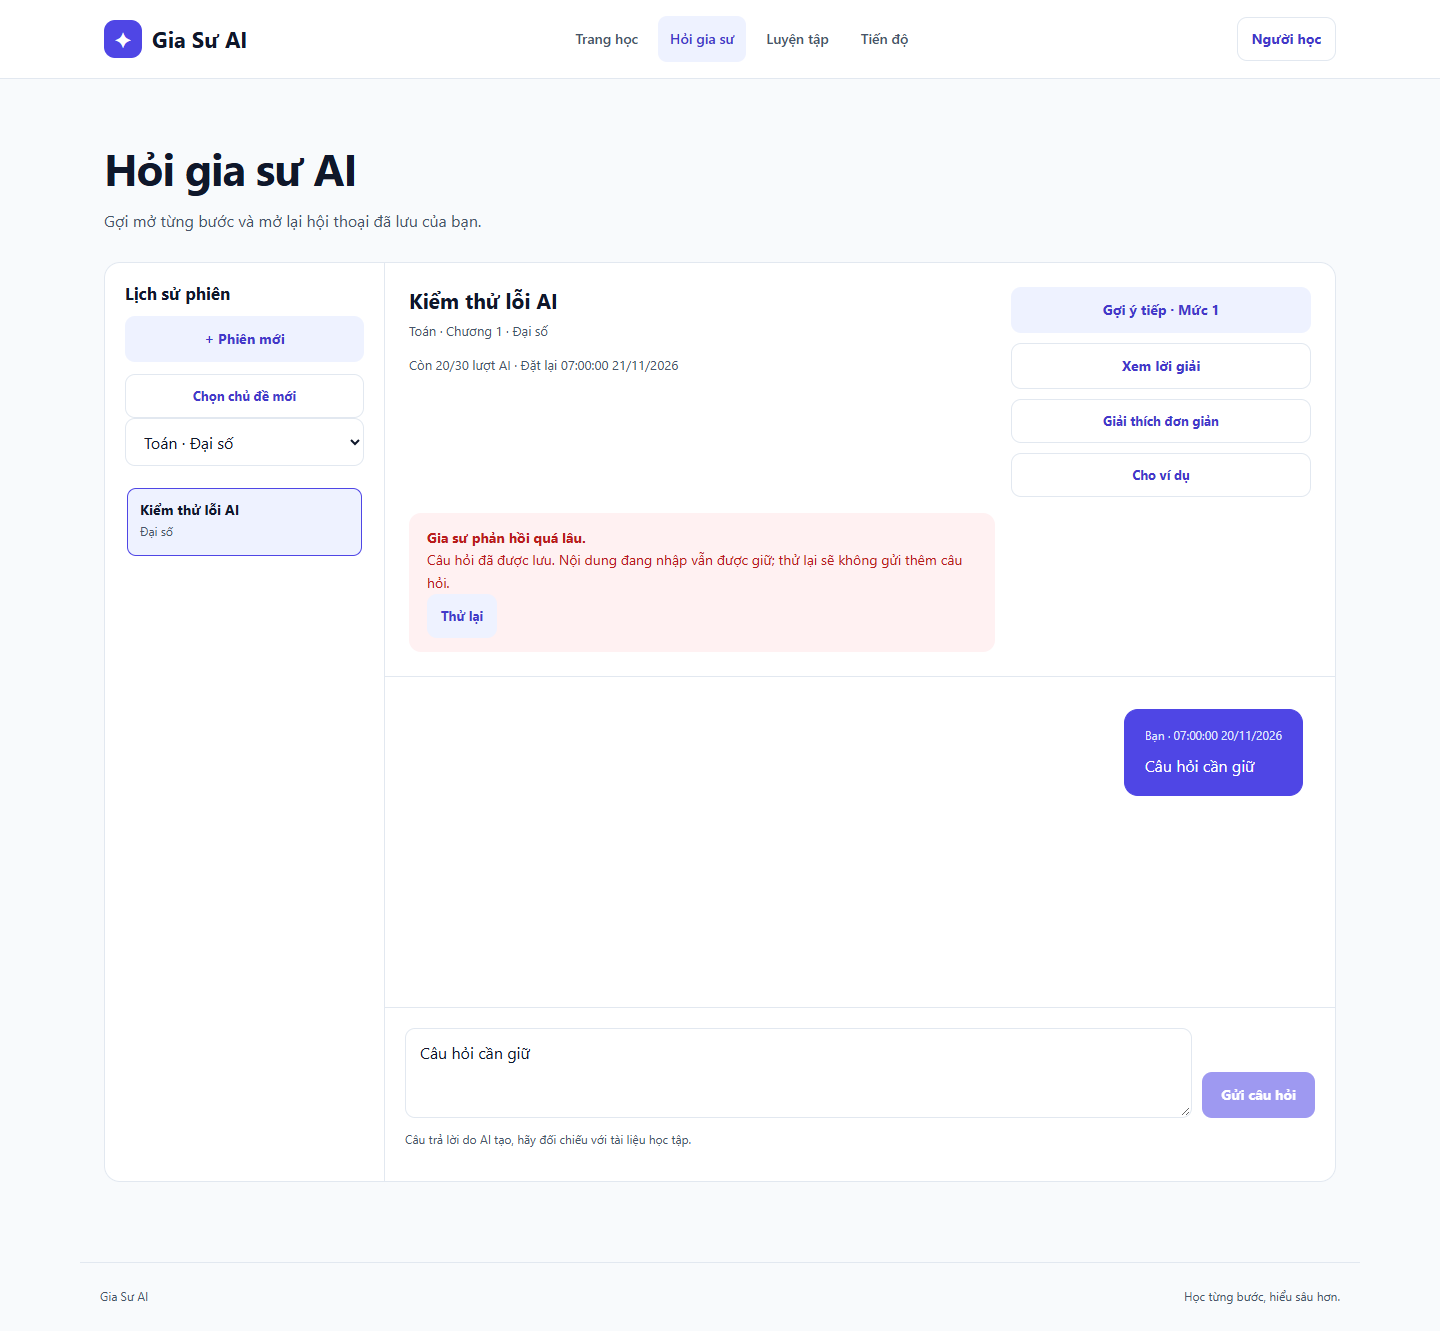 Gia Sư AI
Trang học
Hỏi gia sư
Luyện tập
Tiến độ
Người học
Hỏi gia sư AI
Gợi mở từng bước và mở lại hội thoại đã lưu của bạn.
Lịch sử phiên
+ Phiên mới
Chọn chủ đề mới
Toán · Đại số
Kiểm thử lỗi AI
Đại số
Kiểm thử lỗi AI
Toán · Chương 1 · Đại số
Còn 20/30 lượt AI · Đặt lại 07:00:00 21/11/2026
Gợi ý tiếp · Mức 1
Xem lời giải
Giải thích đơn giản
Cho ví dụ
Gia sư phản hồi quá lâu.
Câu hỏi đã được lưu. Nội dung đang nhập vẫn được giữ; thử lại sẽ không gửi thêm câu
hỏi.
Thử lại
Bạn · 07:00:00 20/11/2026
Câu hỏi cần giữ
Câu hỏi cần giữ
Gửi câu hỏi
Câu trả lời do AI tạo, hãy đối chiếu với tài liệu học tập.
Gia Sư AI
Học từng bước, hiểu sâu hơn.